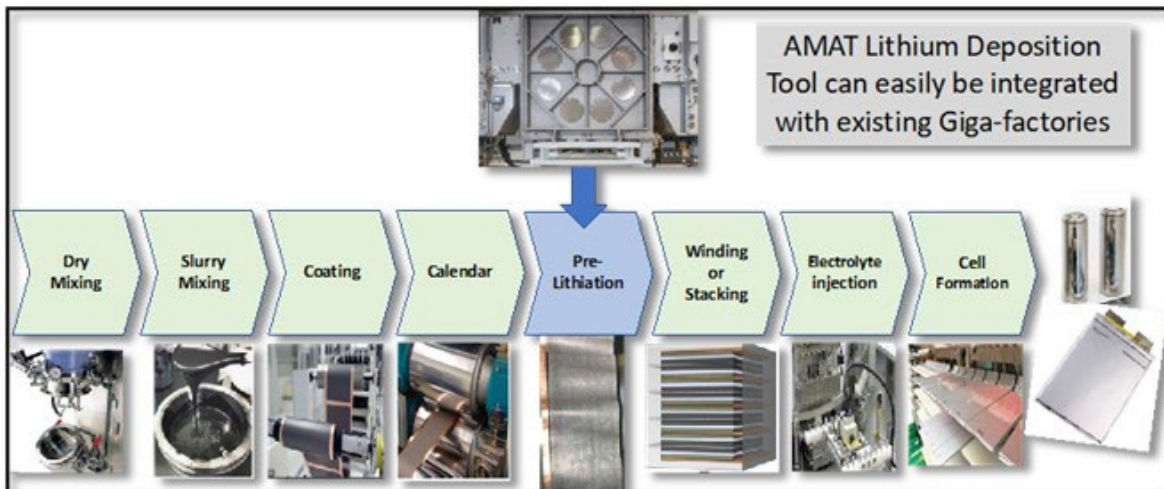 AMAT Lithium Deposition
Tool can easily be integrated
with existing Giga-factories
Dry
Mixing
Slurry
Mixing
Coating
Calendar
Pre-
Lithiation
Winding
or
Stacking
Electrolyte
injection
Cell
Formation